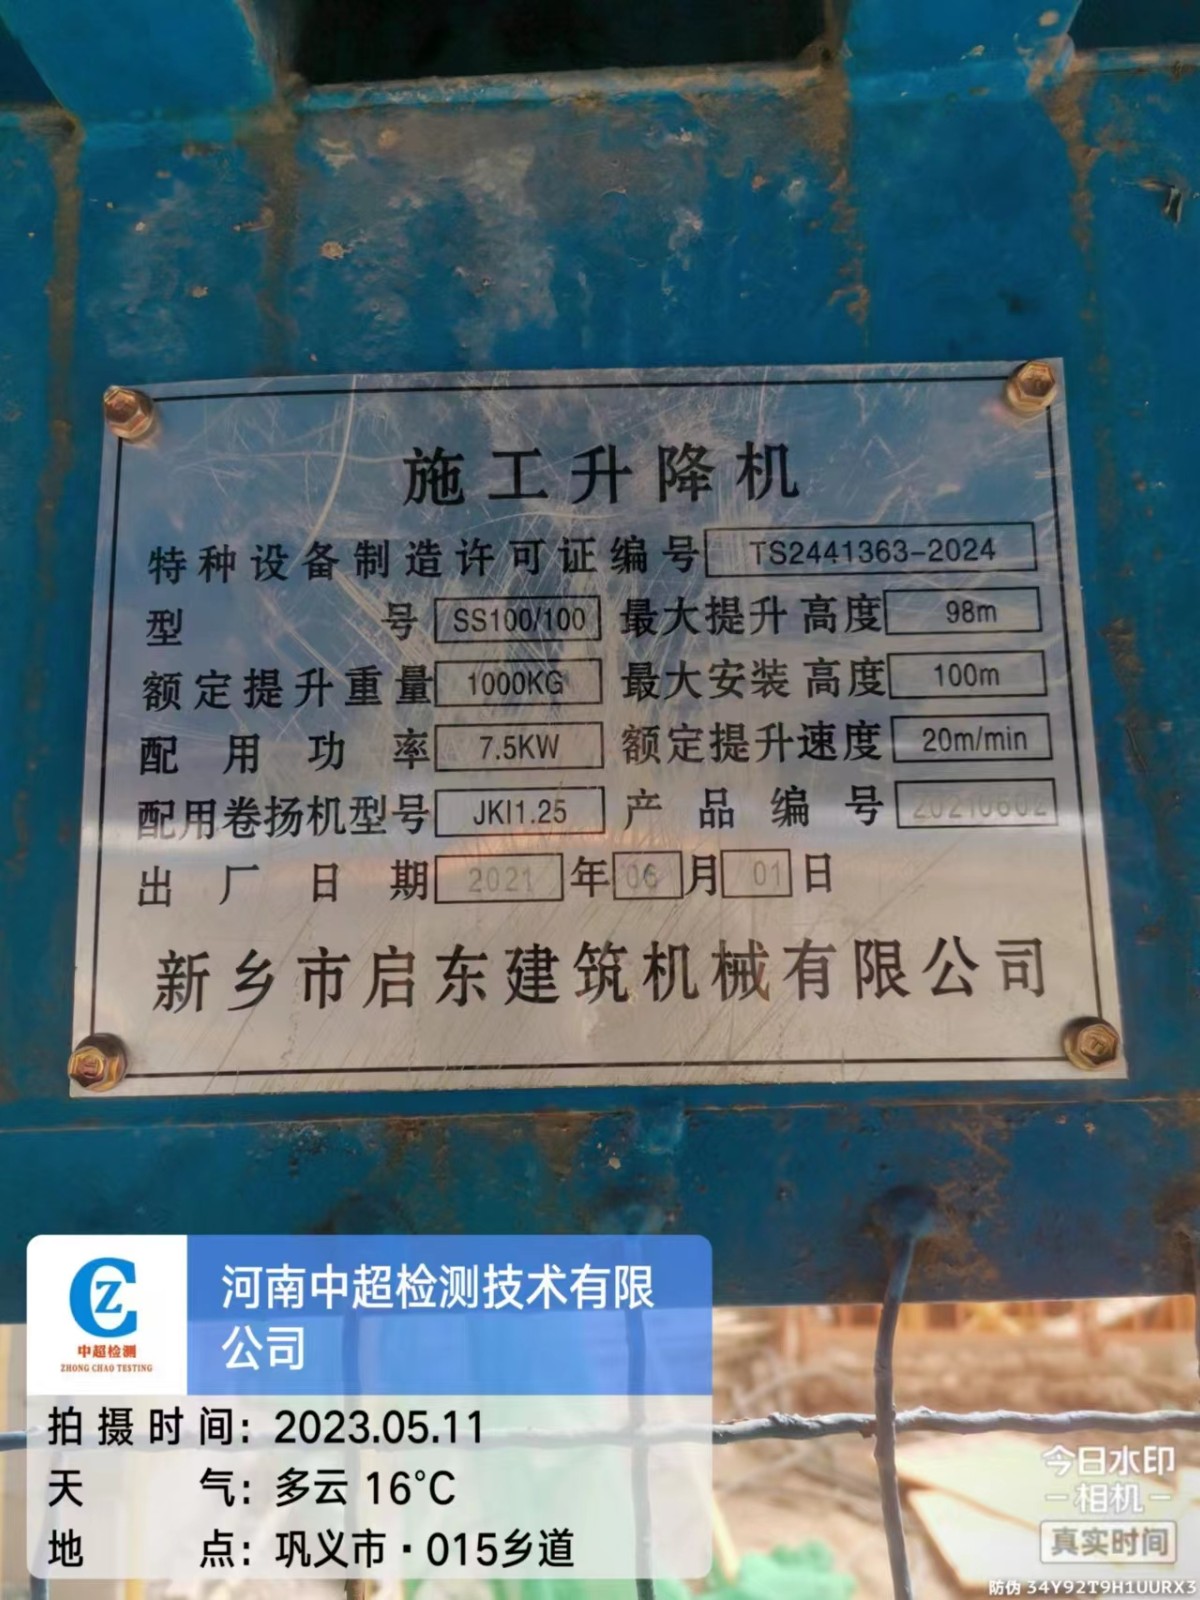 施工升降机
特种设备制造许可证编号 TS2441363-2024
型号 SS100/100 最大提升高度 98m
额定提升重量 1000KG 最大安装高度 100m
配用功率 7.5KW 额定提升速度 20m/min
配用卷扬机型号 JKI1.25 产品编号 20210602
出厂日期 2021 年 06 月 01 日
新乡市启东建筑机械有限公司
CZ
中超检测
ZHONG CHAO TESTING
河南中超检测技术有限
公司
拍摄时间：2023.05.11
天气：多云 16°C
地点：巩义市·015乡道
今日水印
-相机-
真实时间
防伪 34Y92T9H1UURX3